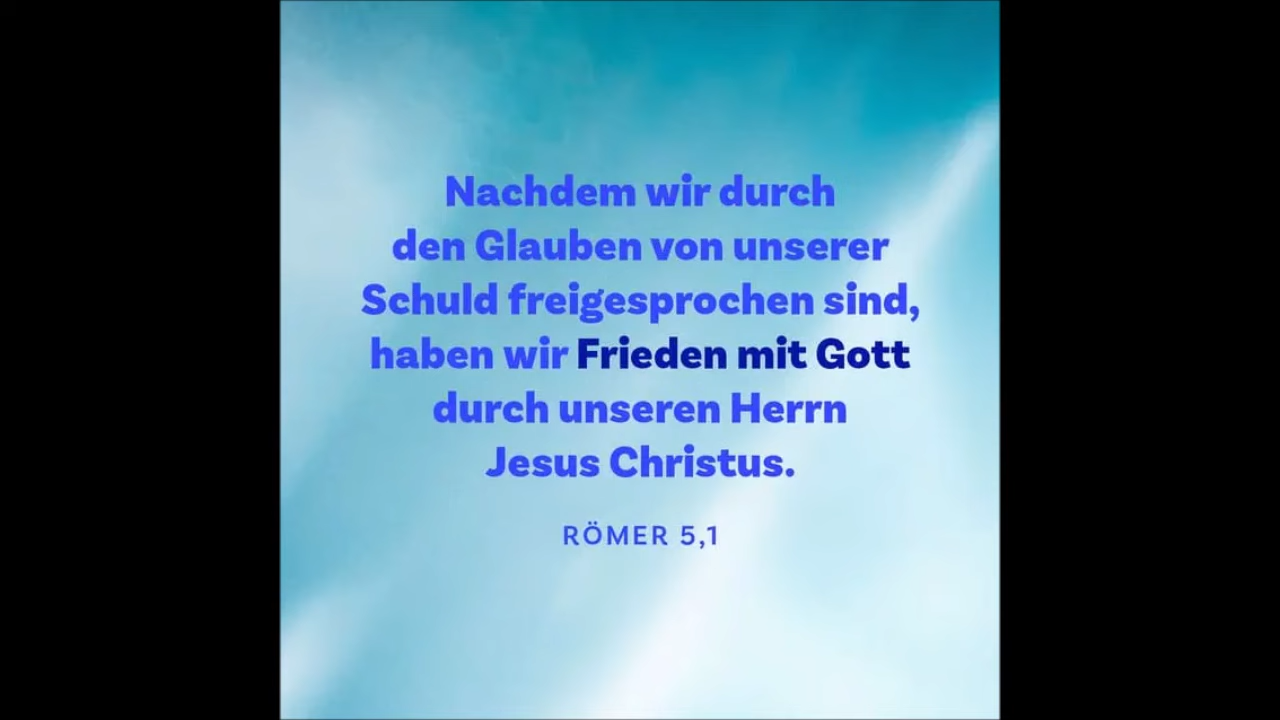 Nachdem wir durch
den Glauben von unserer
Schuld freigesprochen sind,
haben wir Frieden mit Gott
durch unseren Herrn
Jesus Christus.
RÖMER 5,1